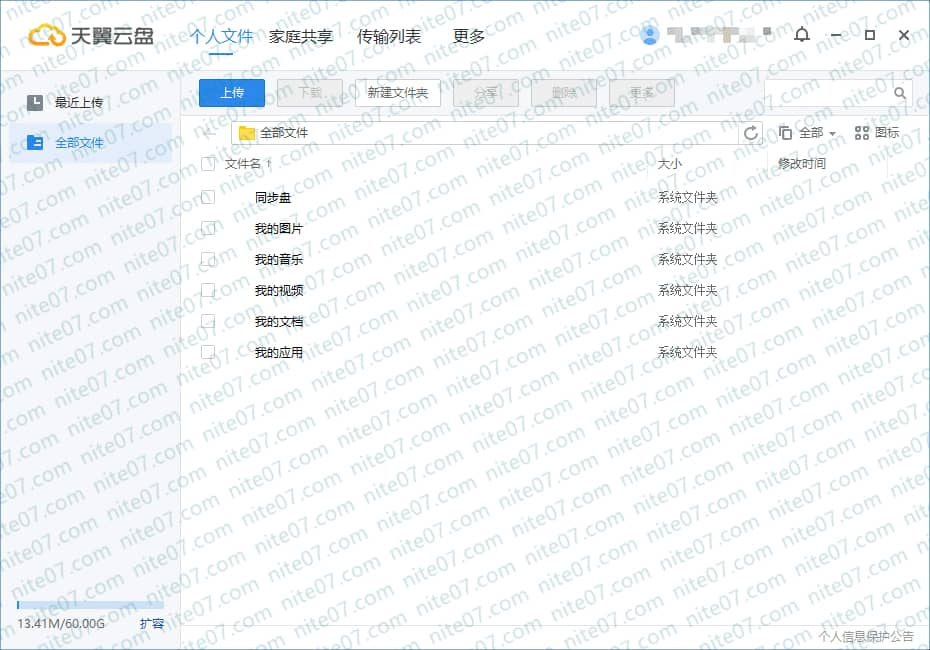 天翼云盘 个人文件 家庭共享 传输列表 更多
上传 下载 新建文件夹 分享 删除 更多
最近上传
全部文件
全部文件 全部 图标
文件名 ↑ 大小 修改时间
同步盘 系统文件夹
我的图片 系统文件夹
我的音乐 系统文件夹
我的视频 系统文件夹
我的文档 系统文件夹
我的应用 系统文件夹
13.41M/60.00G 扩容
个人信息保护公告
nite07.com